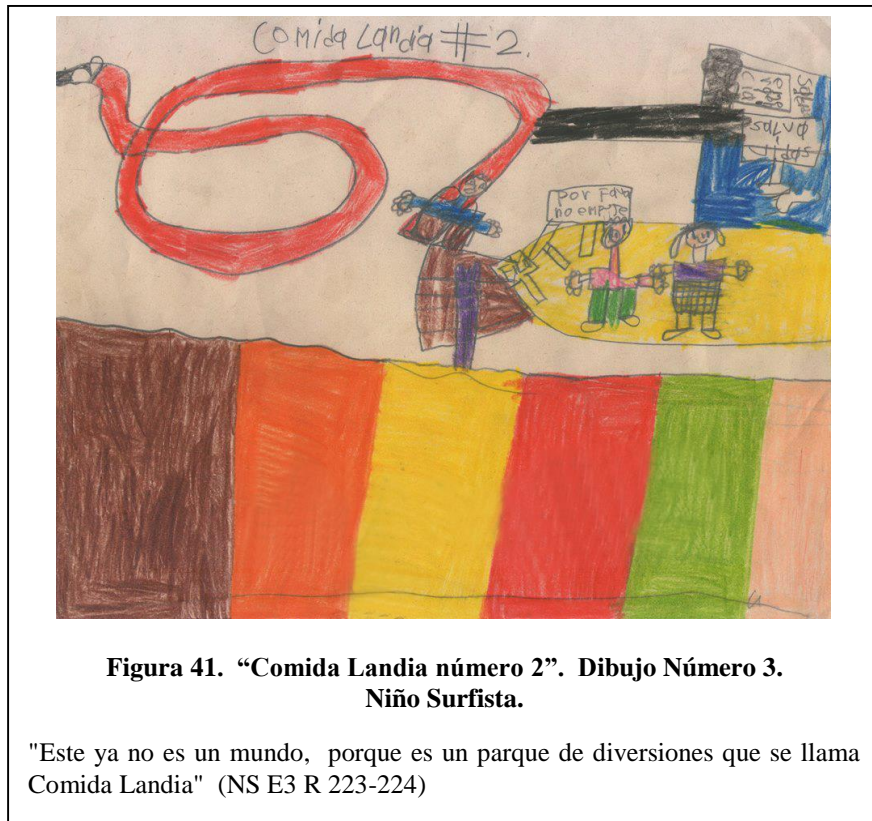 Comida Landia #2.
por Fava
no empuje
salva
Figura 41. “Comida Landia número 2”. Dibujo Número 3.
Niño Surfista.
"Este ya no es un mundo, porque es un parque de diversiones que se llama
Comida Landia" (NS E3 R 223-224)